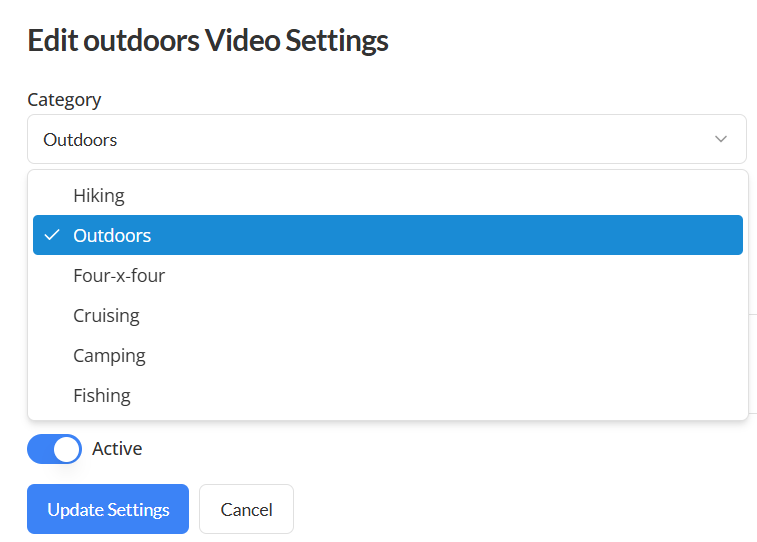 Edit outdoors Video Settings
Category
Outdoors
Hiking
Outdoors
Four-x-four
Cruising
Camping
Fishing
Active
Update Settings
Cancel